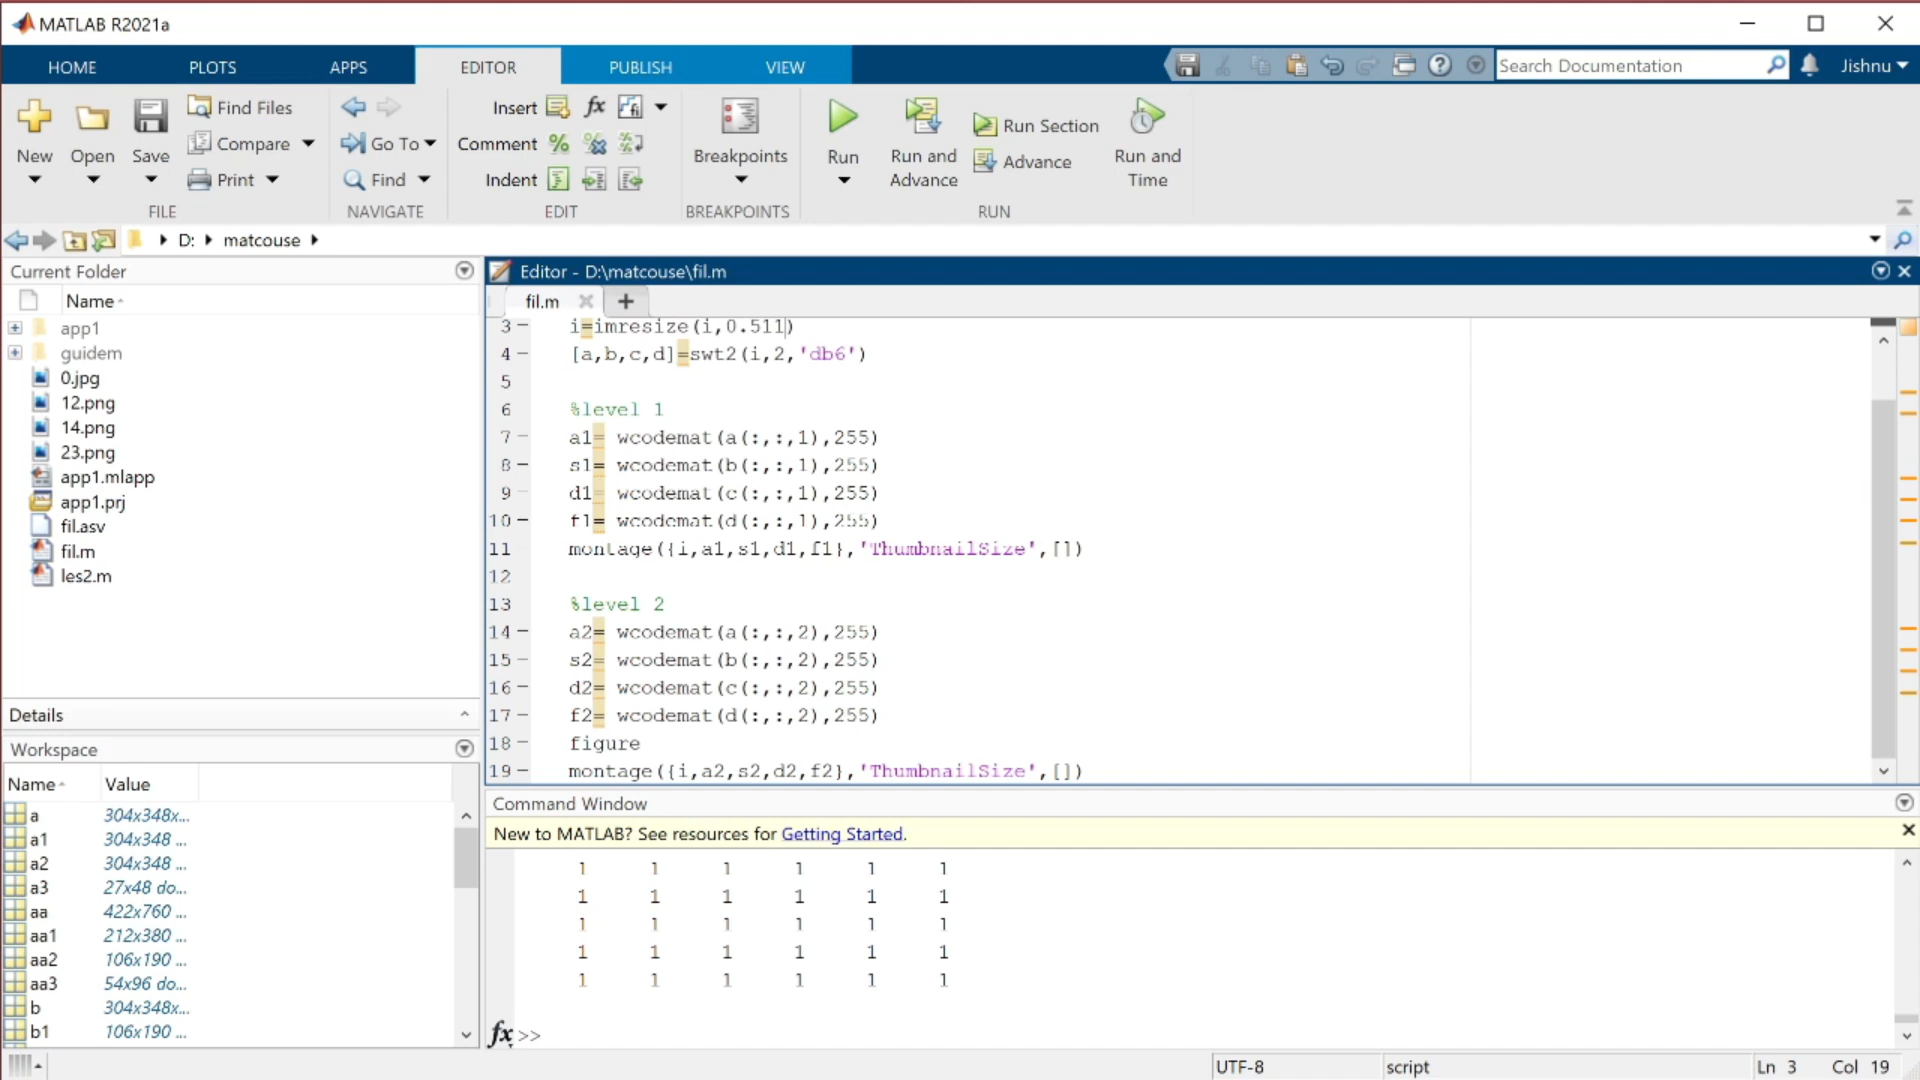 MATLAB R2021a
HOME PLOTS APPS EDITOR PUBLISH VIEW Search Documentation Jishnu
New Open Save Find Files Compare Print
FILE
Go To Find
NAVIGATE
Insert fx fi
Comment % %
Indent
EDIT
Breakpoints
BREAKPOINTS
Run Run and Advance Run Section Advance Run and Time
RUN
D: matcouse
Current Folder
Name
app1
guidem
0.jpg
12.png
14.png
23.png
app1.mlapp
app1.prj
fil.asv
fil.m
les2.m
Details
Workspace
Name Value
a 304x348x...
a1 304x348 ...
a2 304x348 ...
a3 27x48 do...
aa 422x760 ...
aa1 212x380 ...
aa2 106x190 ...
aa3 54x96 do...
b 304x348x...
b1 106x190 ...
Editor - D:\matcouse\fil.m
fil.m
3 – i=imresize(i,0.511)
4 – [a,b,c,d]=swt2(i,2,'db6')
5
6 %level 1
7 – a1= wcodemat(a(:,:,1),255)
8 – s1= wcodemat(b(:,:,1),255)
9 – d1= wcodemat(c(:,:,1),255)
10 – f1= wcodemat(d(:,:,1),255)
11 montage({i,a1,s1,d1,f1},'ThumbnailSize',[])
12
13 %level 2
14 – a2= wcodemat(a(:,:,2),255)
15 – s2= wcodemat(b(:,:,2),255)
16 – d2= wcodemat(c(:,:,2),255)
17 – f2= wcodemat(d(:,:,2),255)
18 – figure
19 – montage({i,a2,s2,d2,f2},'ThumbnailSize',[])
Command Window
New to MATLAB? See resources for Getting Started.
1 1 1 1 1 1
1 1 1 1 1 1
1 1 1 1 1 1
1 1 1 1 1 1
1 1 1 1 1 1
fx >>
UTF-8 script Ln 3 Col 19